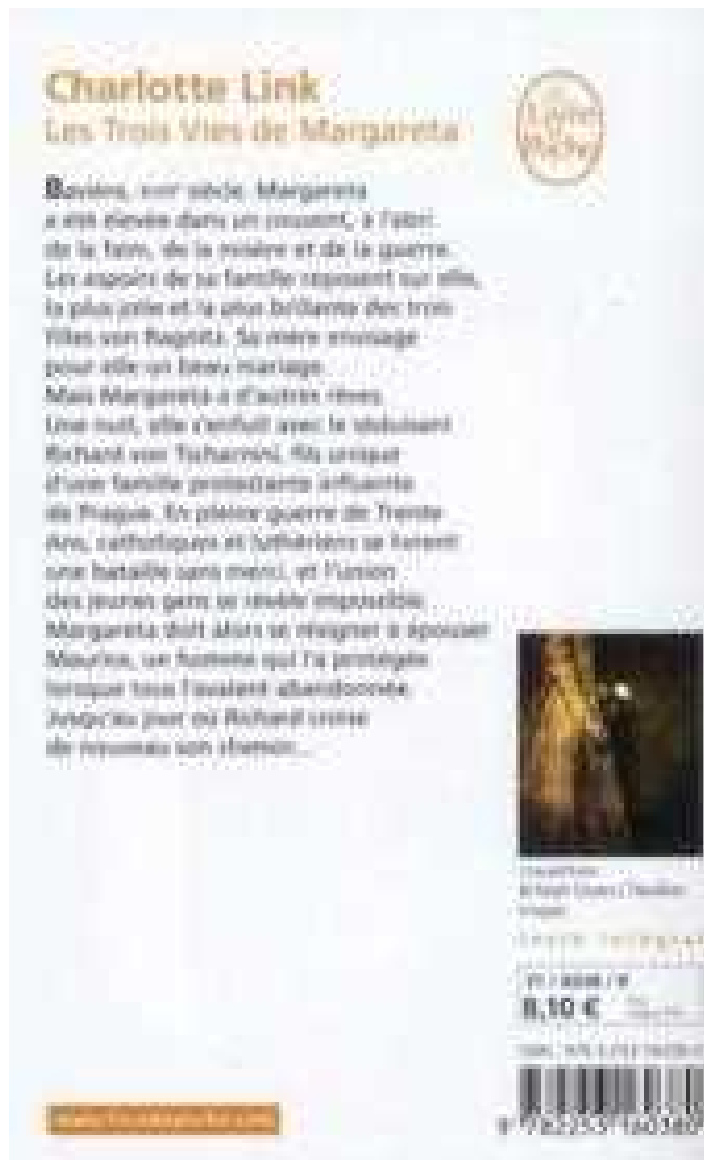 Charlotte Link
Les Trois Vies de Margareta
Le Livre de Poche
Bavière, XVIIe siècle. Margareta
a été élevée dans un couvent, à l'abri
de la faim, de la misère et de la guerre.
Les espoirs de sa famille reposent sur elle,
la plus jolie et la plus brillante des trois
filles von Ragnitz. Sa mère envisage
pour elle un beau mariage.
Mais Margareta a d'autres rêves.
Une nuit, elle s'enfuit avec le séduisant
Richard von Tscharnini, fils unique
d'une famille protestante influente
de Prague. En pleine guerre de Trente
Ans, catholiques et luthériens se livrent
une bataille sans merci, et l'union
des jeunes gens se révèle impossible.
Margareta doit alors se résigner à épouser
Maurice, un homme qui l'a protégée
lorsque tous l'avaient abandonnée.
Jusqu'au jour où Richard croise
de nouveau son chemin...
8,10 €